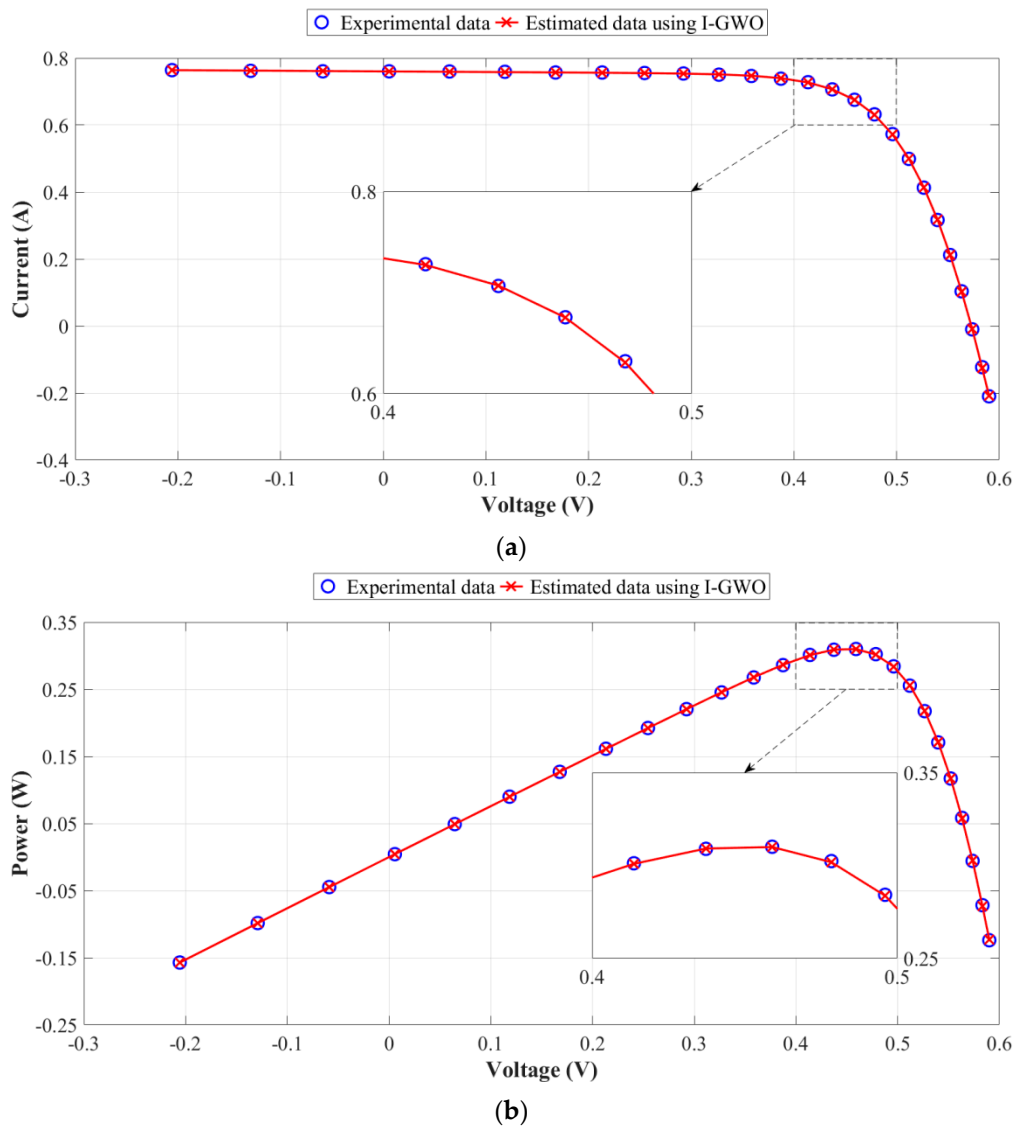 Experimental data Estimated data using I-GWO
0.8
0.6
0.4
0.2
0
-0.2
-0.4
Current (A)
0.8
0.6
0.4 0.5
-0.3 -0.2 -0.1 0 0.1 0.2 0.3 0.4 0.5 0.6
Voltage (V)
(a)
Experimental data Estimated data using I-GWO
0.35
0.25
0.15
0.05
-0.05
-0.15
-0.25
Power (W)
0.35
0.25
0.4 0.5
-0.3 -0.2 -0.1 0 0.1 0.2 0.3 0.4 0.5 0.6
Voltage (V)
(b)